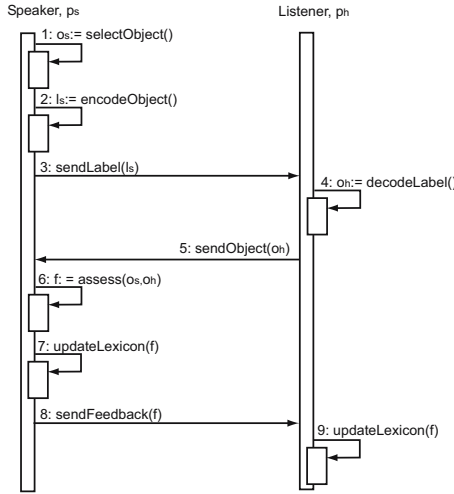 Speaker, ps
Listener, ph
1: os:= selectObject()
2: ls:= encodeObject()
3: sendLabel(ls)
4: oh:= decodeLabel()
5: sendObject(oh)
6: f: = assess(os,oh)
7: updateLexicon(f)
8: sendFeedback(f)
9: updateLexicon(f)